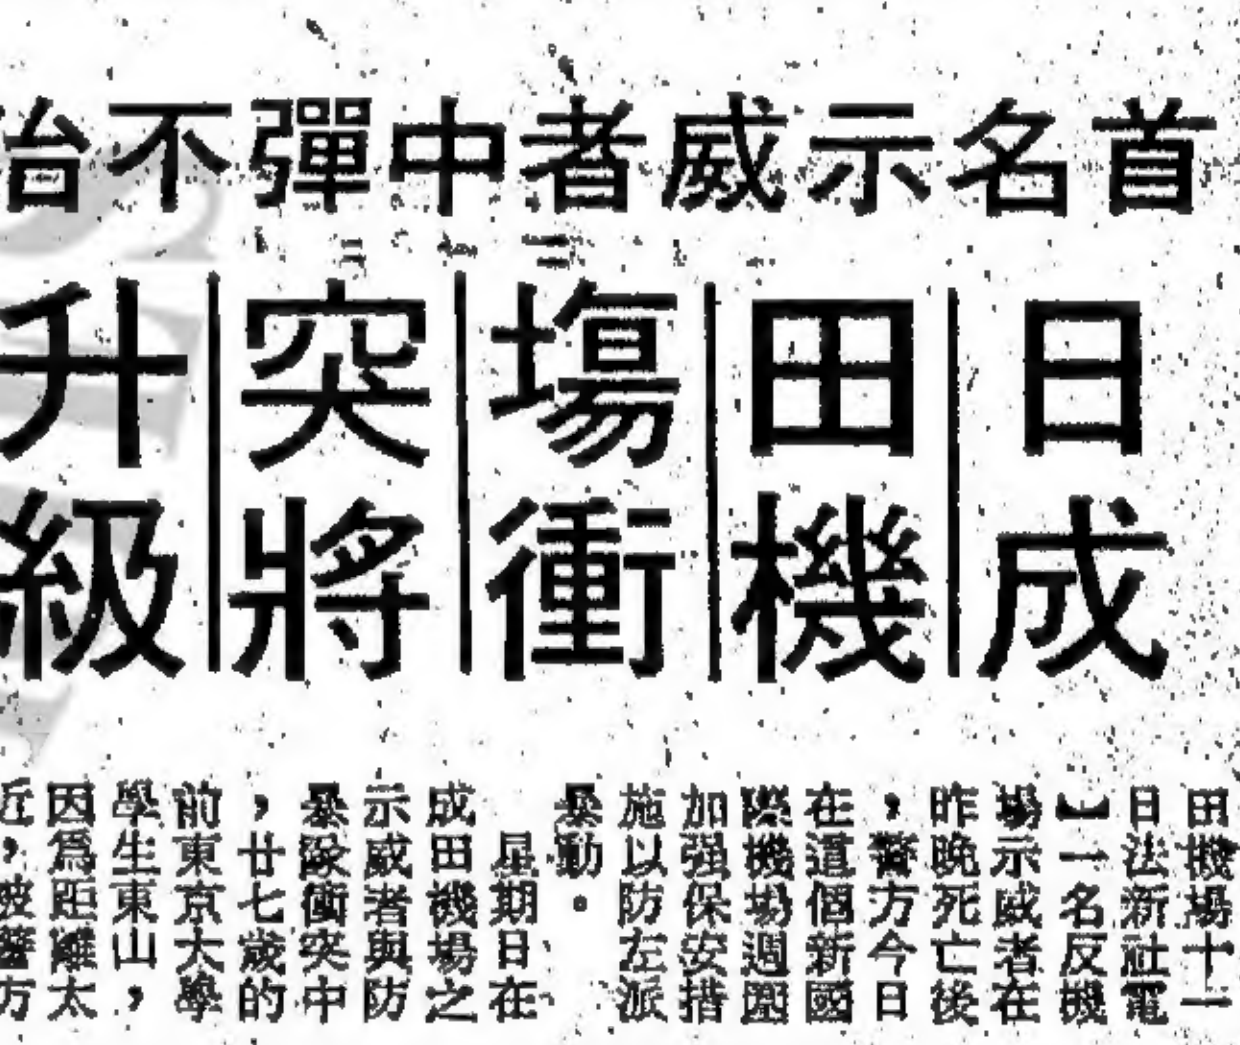 首名示威者中彈不治
日成
田機
塲衝
突將
升級
田機場十一
日法新社電
】一名反機
場示威者在
昨晚死亡後
，警方今日
在這個新國
際機場週圍
加强保安措
施以防左派
暴動。
星期日在
成田機場之
示威者與防
暴隊衝突中
，廿七歲的
前東京大學
學生東山，
因爲距離太
近，被警方